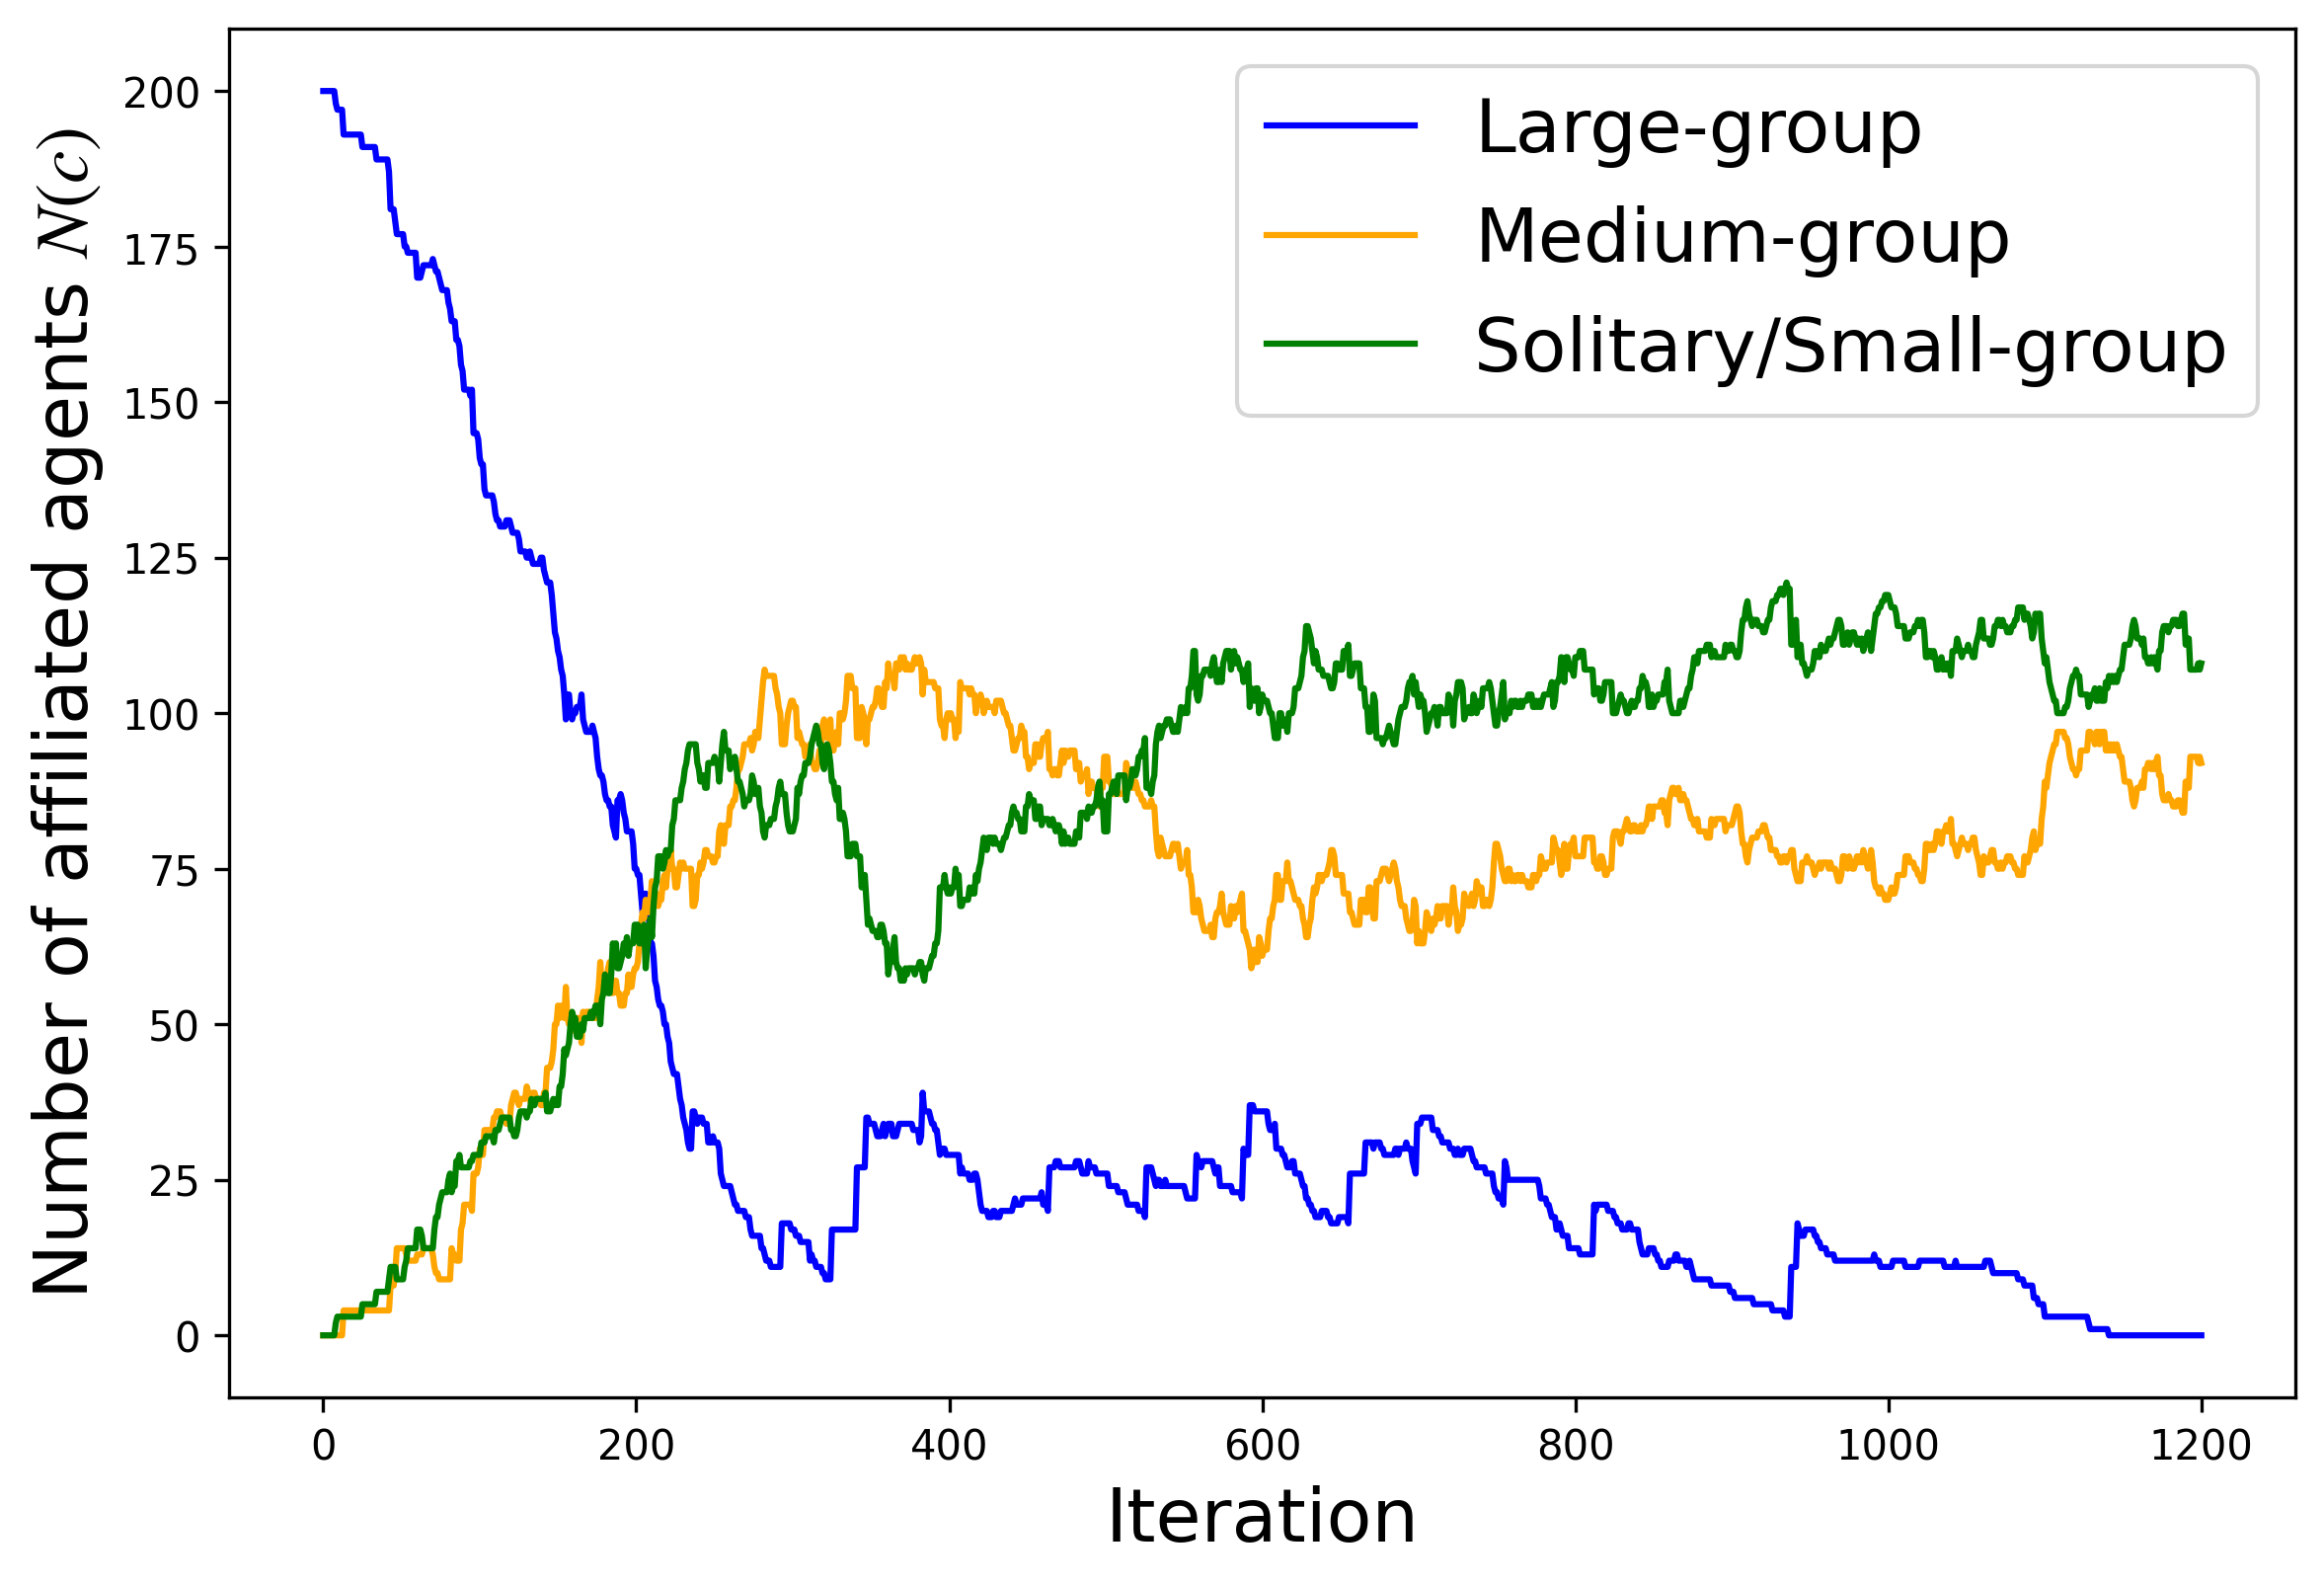 Number of affiliated agents N(c)
200
175
150
125
100
75
50
25
0
Large-group
Medium-group
Solitary/Small-group
0 200 400 600 800 1000 1200
Iteration